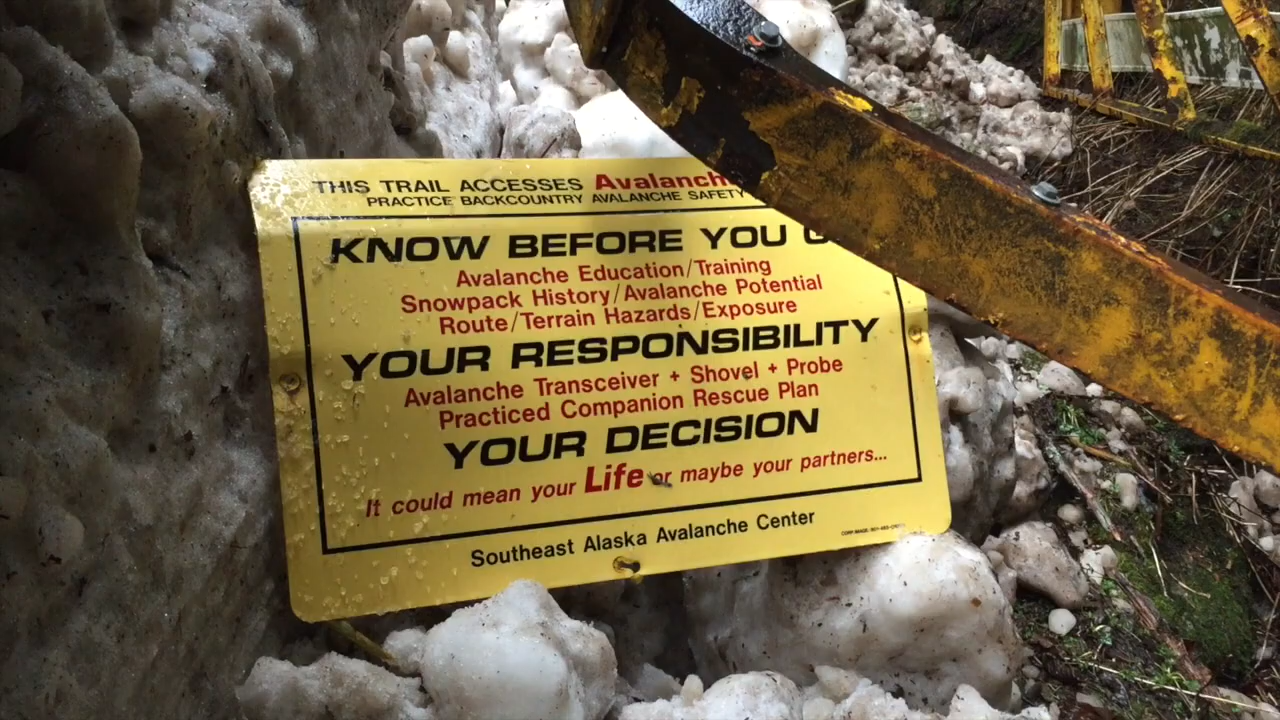 THIS TRAIL ACCESSES Avalanch
PRACTICE BACKCOUNTRY AVALANCHE SAFETY
KNOW BEFORE YOU G
Avalanche Education/Training
Snowpack History/Avalanche Potential
Route/Terrain Hazards/Exposure
YOUR RESPONSIBILITY
Avalanche Transceiver + Shovel + Probe
Practiced Companion Rescue Plan
YOUR DECISION
It could mean your Life or maybe your partners...
Southeast Alaska Avalanche Center